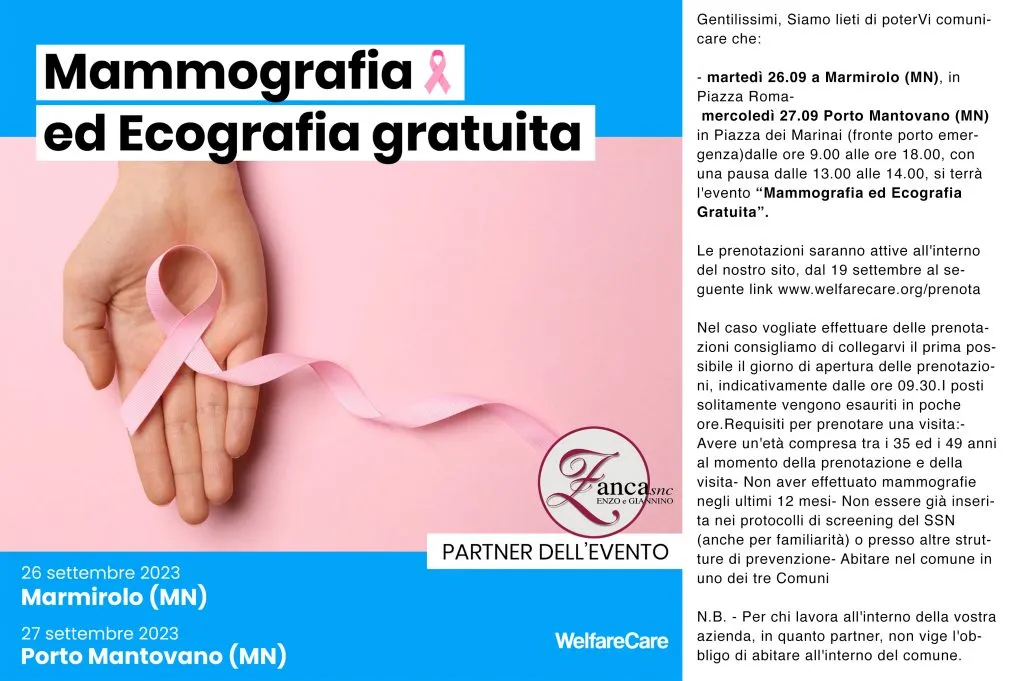 Mammografia
ed Ecografia gratuita
Zanca snc
ENZO e GIANNINO
PARTNER DELL'EVENTO
26 settembre 2023
Marmirolo (MN)
27 settembre 2023
Porto Mantovano (MN)
WelfareCare
Gentilissimi, Siamo lieti di poterVi comuni-
care che:
- martedì 26.09 a Marmirolo (MN), in
Piazza Roma-
mercoledì 27.09 Porto Mantovano (MN)
in Piazza dei Marinai (fronte porto emer-
genza)dalle ore 9.00 alle ore 18.00, con
una pausa dalle 13.00 alle 14.00, si terrà
l'evento “Mammografia ed Ecografia
Gratuita”.
Le prenotazioni saranno attive all'interno
del nostro sito, dal 19 settembre al se-
guente link www.welfarecare.org/prenota
Nel caso vogliate effettuare delle prenota-
zioni consigliamo di collegarvi il prima pos-
sibile il giorno di apertura delle prenotazio-
ni, indicativamente dalle ore 09.30.I posti
solitamente vengono esauriti in poche
ore.Requisiti per prenotare una visita:-
Avere un'età compresa tra i 35 ed i 49 anni
al momento della prenotazione e della
visita- Non aver effettuato mammografie
negli ultimi 12 mesi- Non essere già inseri-
ta nei protocolli di screening del SSN
(anche per familiarità) o presso altre strut-
ture di prevenzione- Abitare nel comune in
uno dei tre Comuni
N.B. - Per chi lavora all'interno della vostra
azienda, in quanto partner, non vige l'ob-
bligo di abitare all'interno del comune.